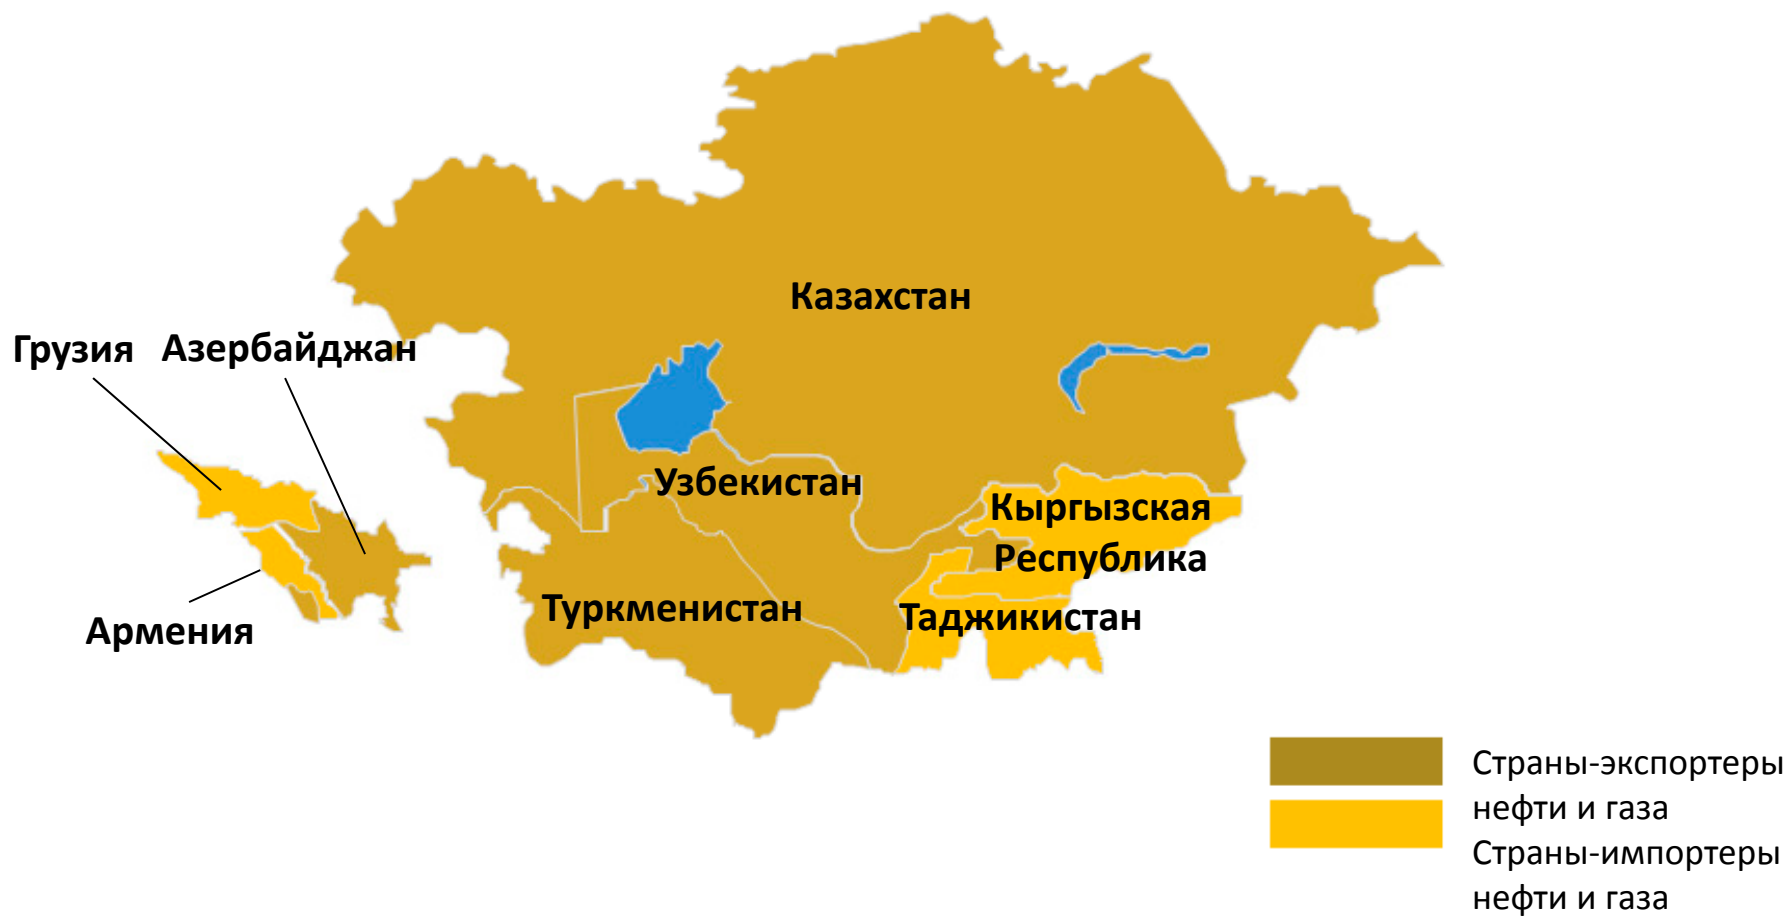 Казахстан
Грузия
Азербайджан
Узбекистан
Кыргызская
Республика
Туркменистан
Таджикистан
Армения
Страны-экспортеры
нефти и газа
Страны-импортеры
нефти и газа